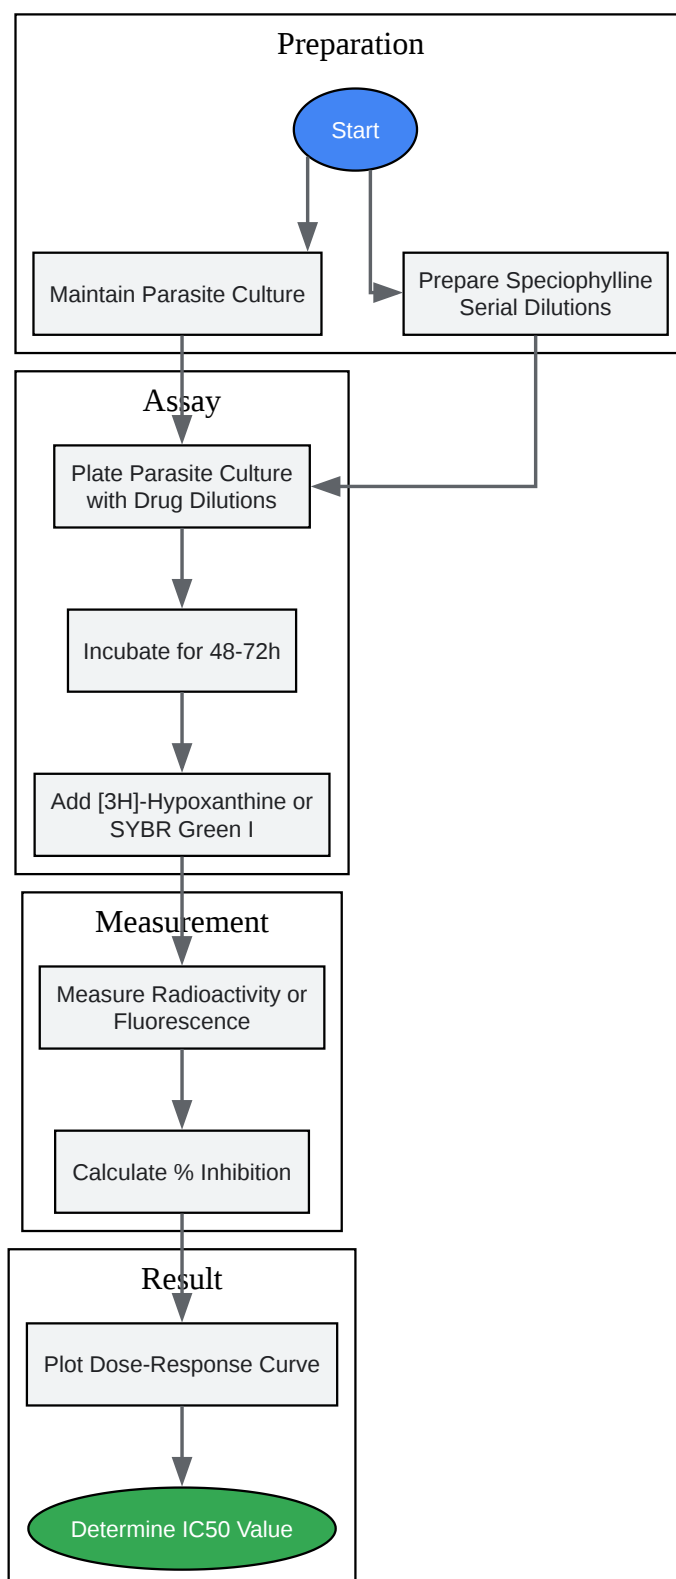 Preparation
Start
Maintain Parasite Culture
Prepare Speciophylline
Serial Dilutions
Assay
Plate Parasite Culture
with Drug Dilutions
Incubate for 48-72h
Add [3H]-Hypoxanthine or
SYBR Green I
Measurement
Measure Radioactivity or
Fluorescence
Calculate % Inhibition
Result
Plot Dose-Response Curve
Determine IC50 Value